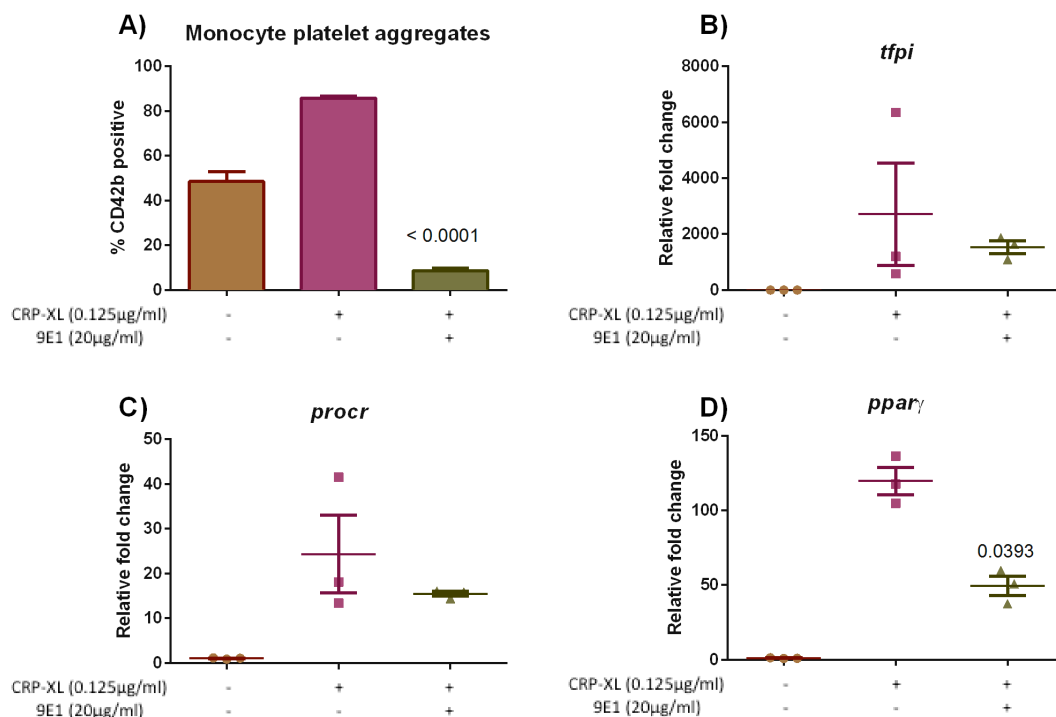 A)
Monocyte platelet aggregates
% CD42b positive
100
80
60
40
20
0
< 0.0001
CRP-XL (0.125µg/ml) - + +
9E1 (20µg/ml) - - +
B)
tfpi
Relative fold change
8000
6000
4000
2000
0
CRP-XL (0.125µg/ml) - + +
9E1 (20µg/ml) - - +
C)
procr
Relative fold change
50
40
30
20
10
0
CRP-XL (0.125µg/ml) - + +
9E1 (20µg/ml) - - +
D)
pparγ
Relative fold change
150
100
50
0
0.0393
CRP-XL (0.125µg/ml) - + +
9E1 (20µg/ml) - - +